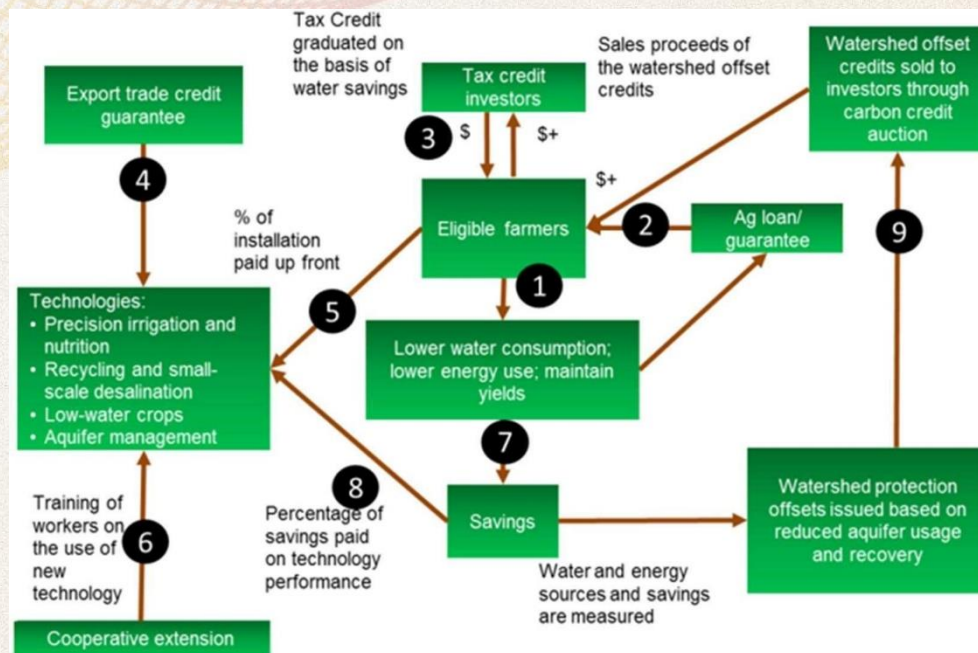 Tax Credit
graduated on
the basis of
water savings
Export trade credit
guarantee
4
Tax credit
investors
3
$
$+
Sales proceeds of
the watershed offset
credits
Watershed offset
credits sold to
investors through
carbon credit
auction
$+
% of
installation
paid up front
Eligible farmers
2
Ag loan/
guarantee
9
5
1
Technologies:
• Precision irrigation and
nutrition
• Recycling and small-
scale desalination
• Low-water crops
• Aquifer management
Lower water consumption;
lower energy use; maintain
yields
7
8
Training of
workers on
the use of
new
technology
6
Percentage of
savings paid
on technology
performance
Savings
Water and energy
sources and savings
are measured
Watershed protection
offsets issued based on
reduced aquifer usage
and recovery
Cooperative extension